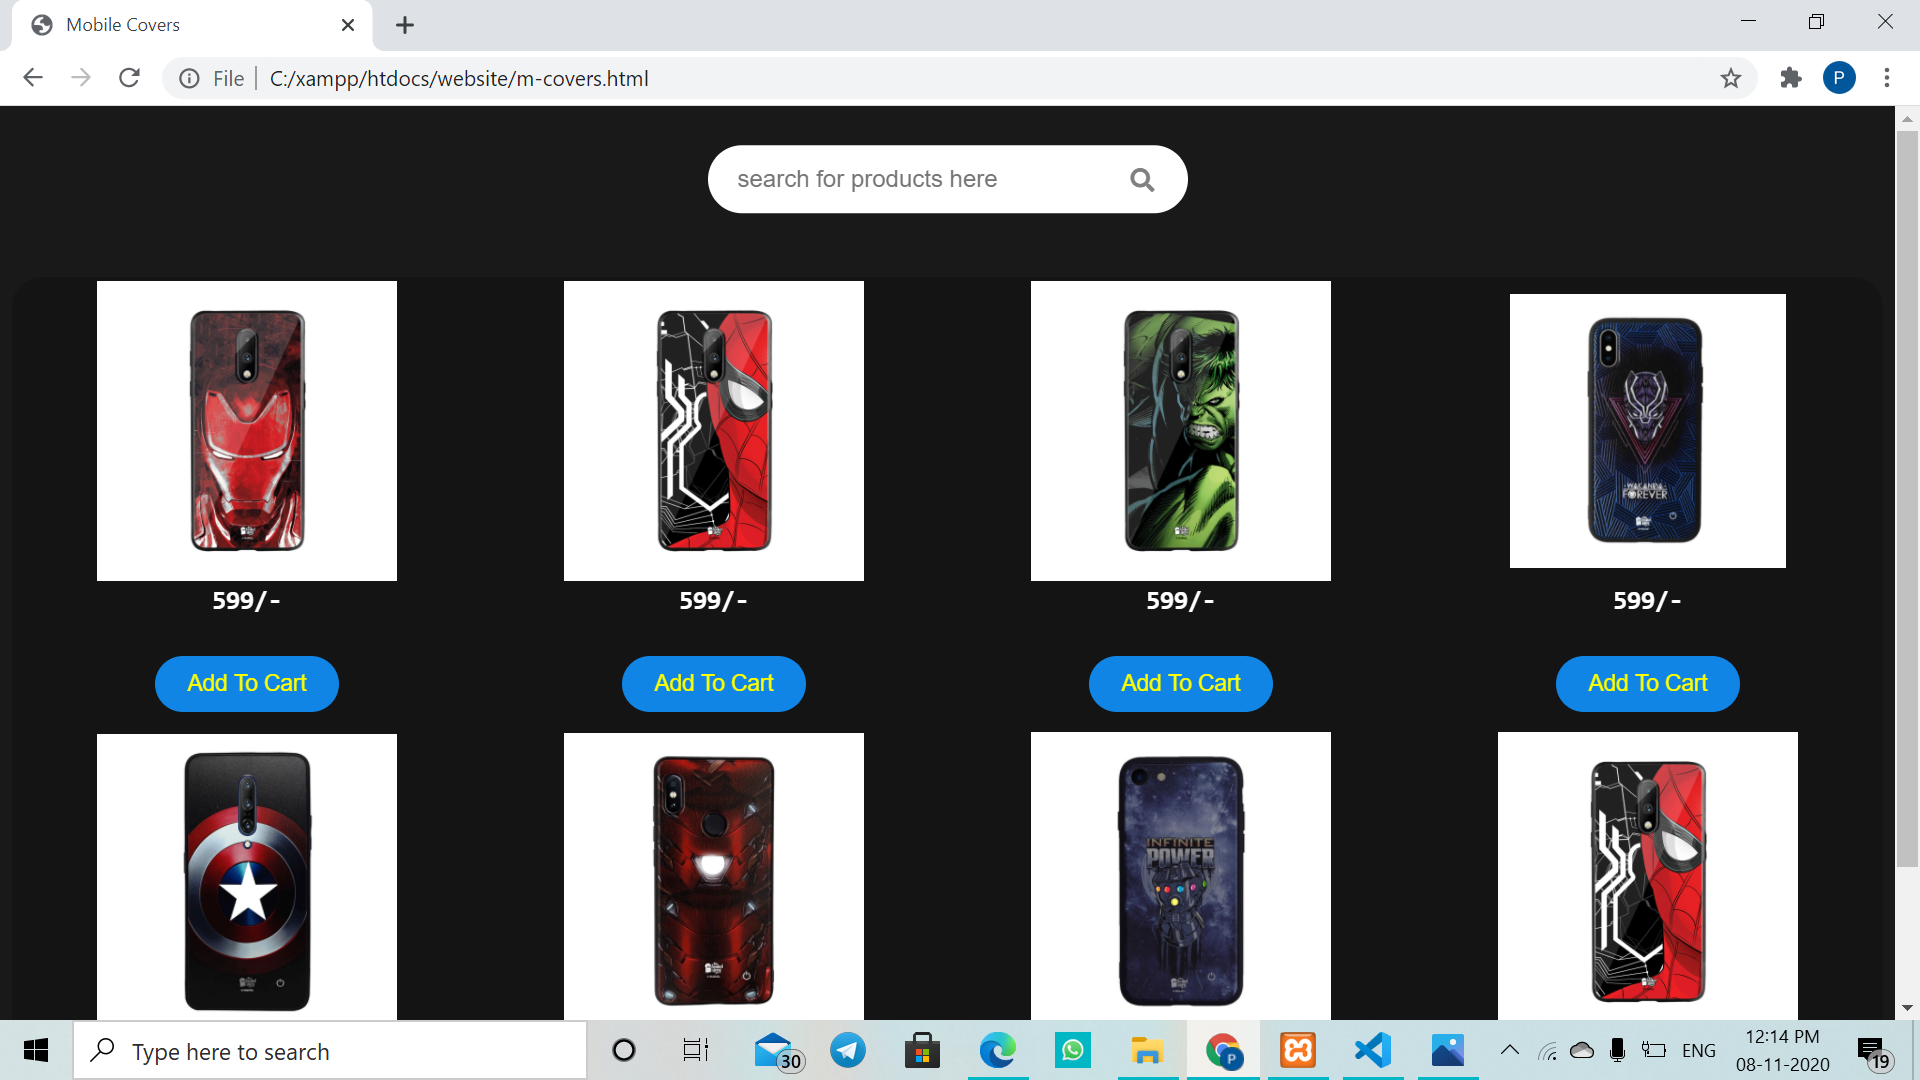 Mobile Covers
File
C:/xampp/htdocs/website/m-covers.html
P
search for products here
WAKANDA
FOREVER
599/-
599/-
599/-
599/-
Add To Cart
Add To Cart
Add To Cart
Add To Cart
INFINITE
POWER
Type here to search
30
P
ENG
12:14 PM
08-11-2020
19